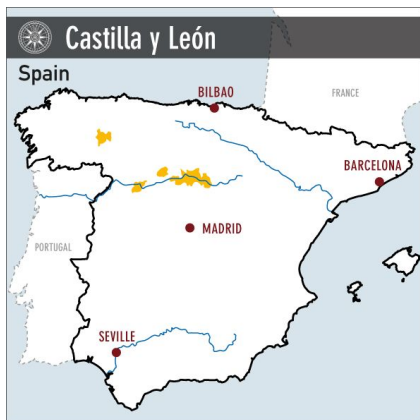 Castilla y León
Spain
BILBAO
FRANCE
BARCELONA
MADRID
PORTUGAL
SEVILLE